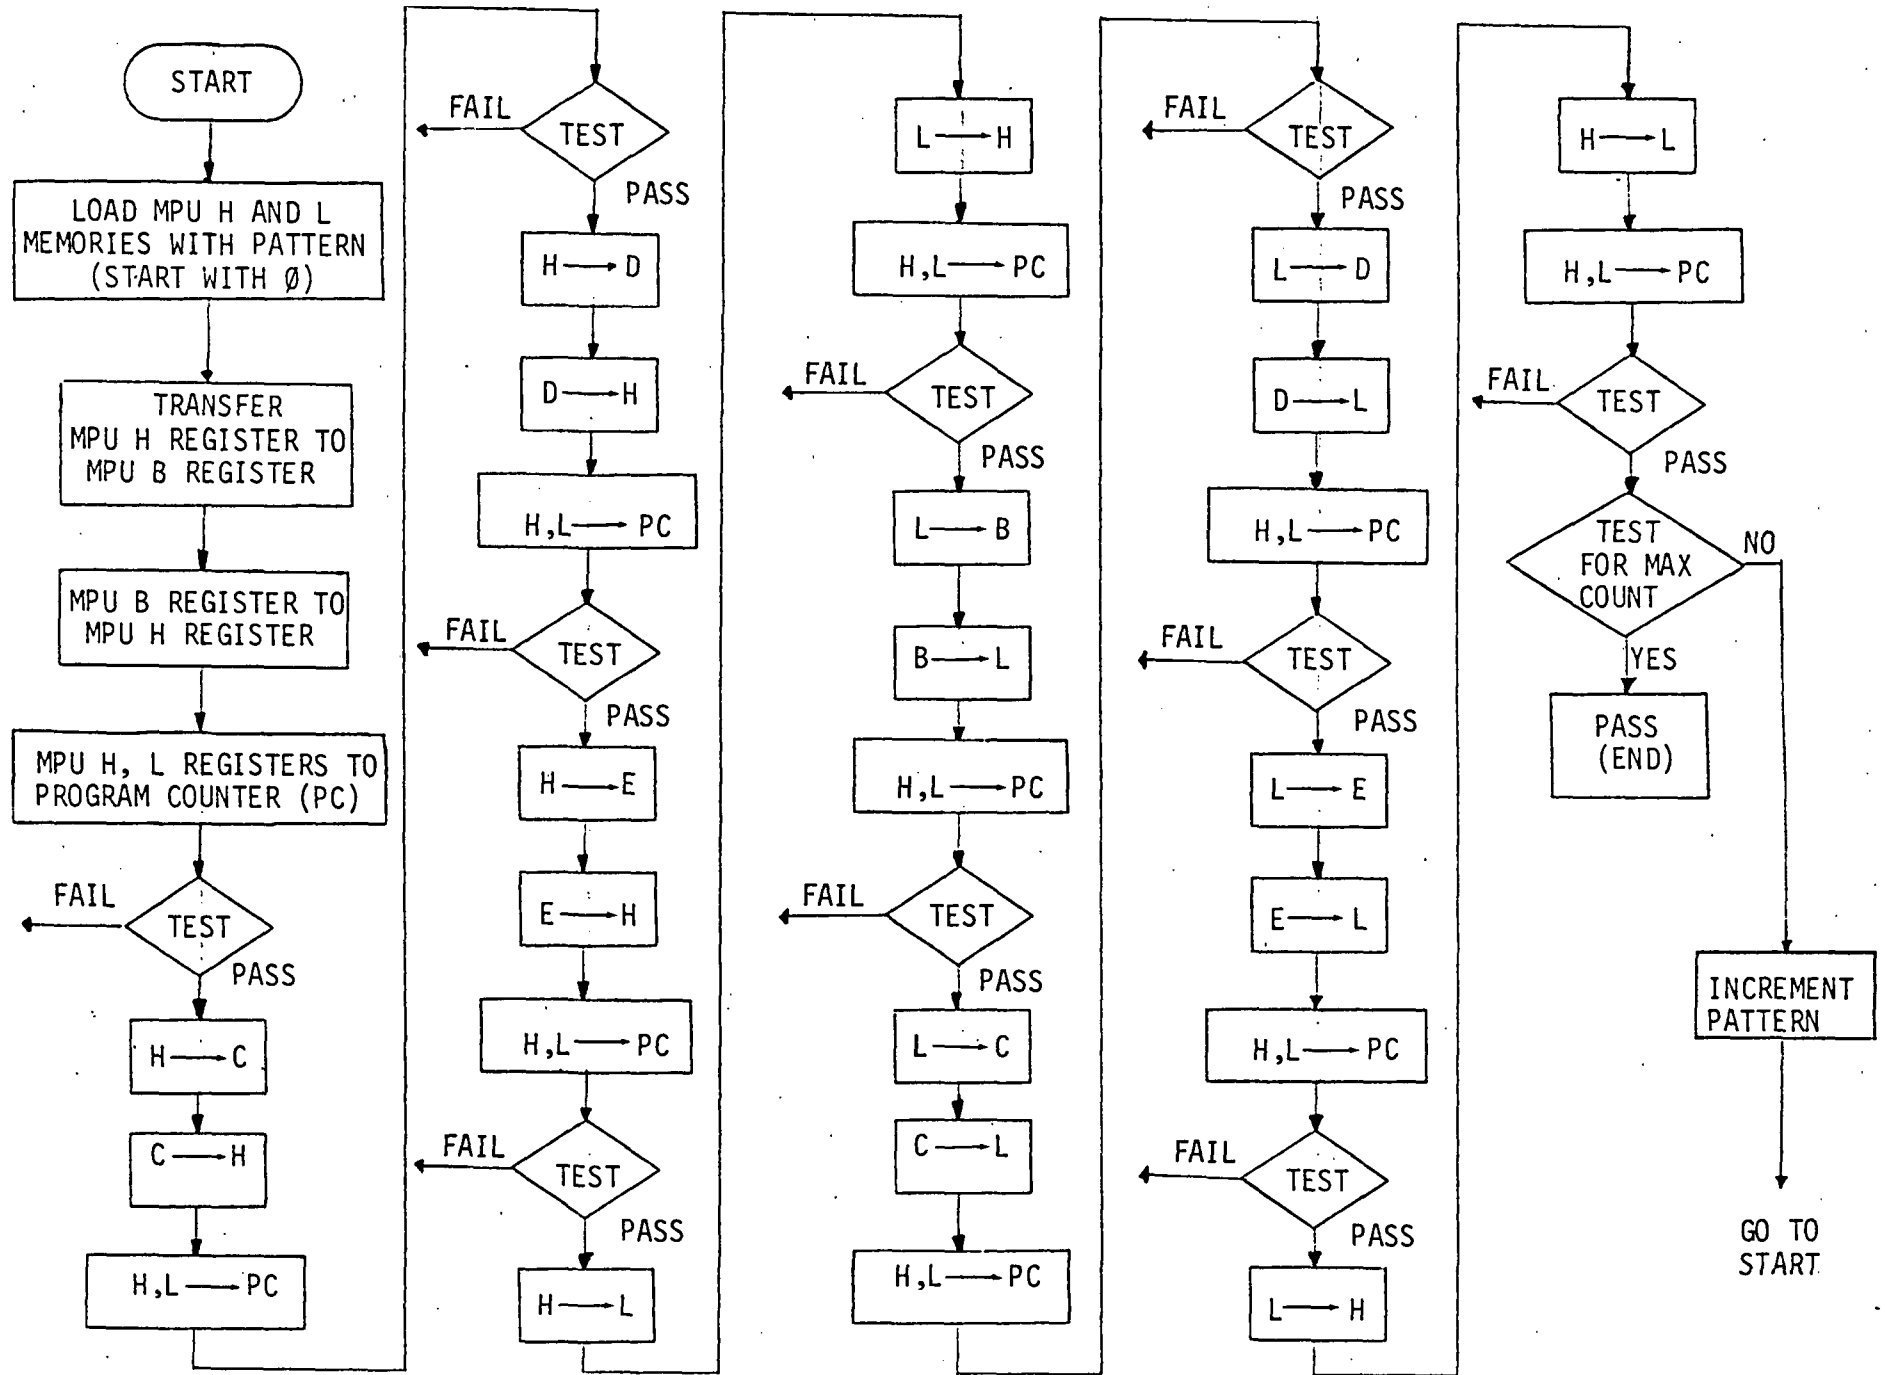 START
LOAD MPU H AND L
MEMORIES WITH PATTERN
(START WITH Ø)
TRANSFER
MPU H REGISTER TO
MPU B REGISTER
MPU B REGISTER TO
MPU H REGISTER
MPU H, L REGISTERS TO
PROGRAM COUNTER (PC)
FAIL
TEST
PASS
H → C
C → H
H,L → PC
FAIL
TEST
PASS
H → D
D → H
H,L → PC
FAIL
TEST
PASS
H → E
E → H
H,L → PC
FAIL
TEST
PASS
H → L
L → H
H,L → PC
FAIL
TEST
PASS
L → B
B → L
H,L → PC
FAIL
TEST
PASS
L → C
C → L
H,L → PC
FAIL
TEST
PASS
L → D
D → L
H,L → PC
FAIL
TEST
PASS
L → E
E → L
H,L → PC
FAIL
TEST
PASS
L → H
H → L
H,L → PC
FAIL
TEST
PASS
TEST
FOR MAX
COUNT
NO
YES
PASS
(END)
INCREMENT
PATTERN
GO TO
START